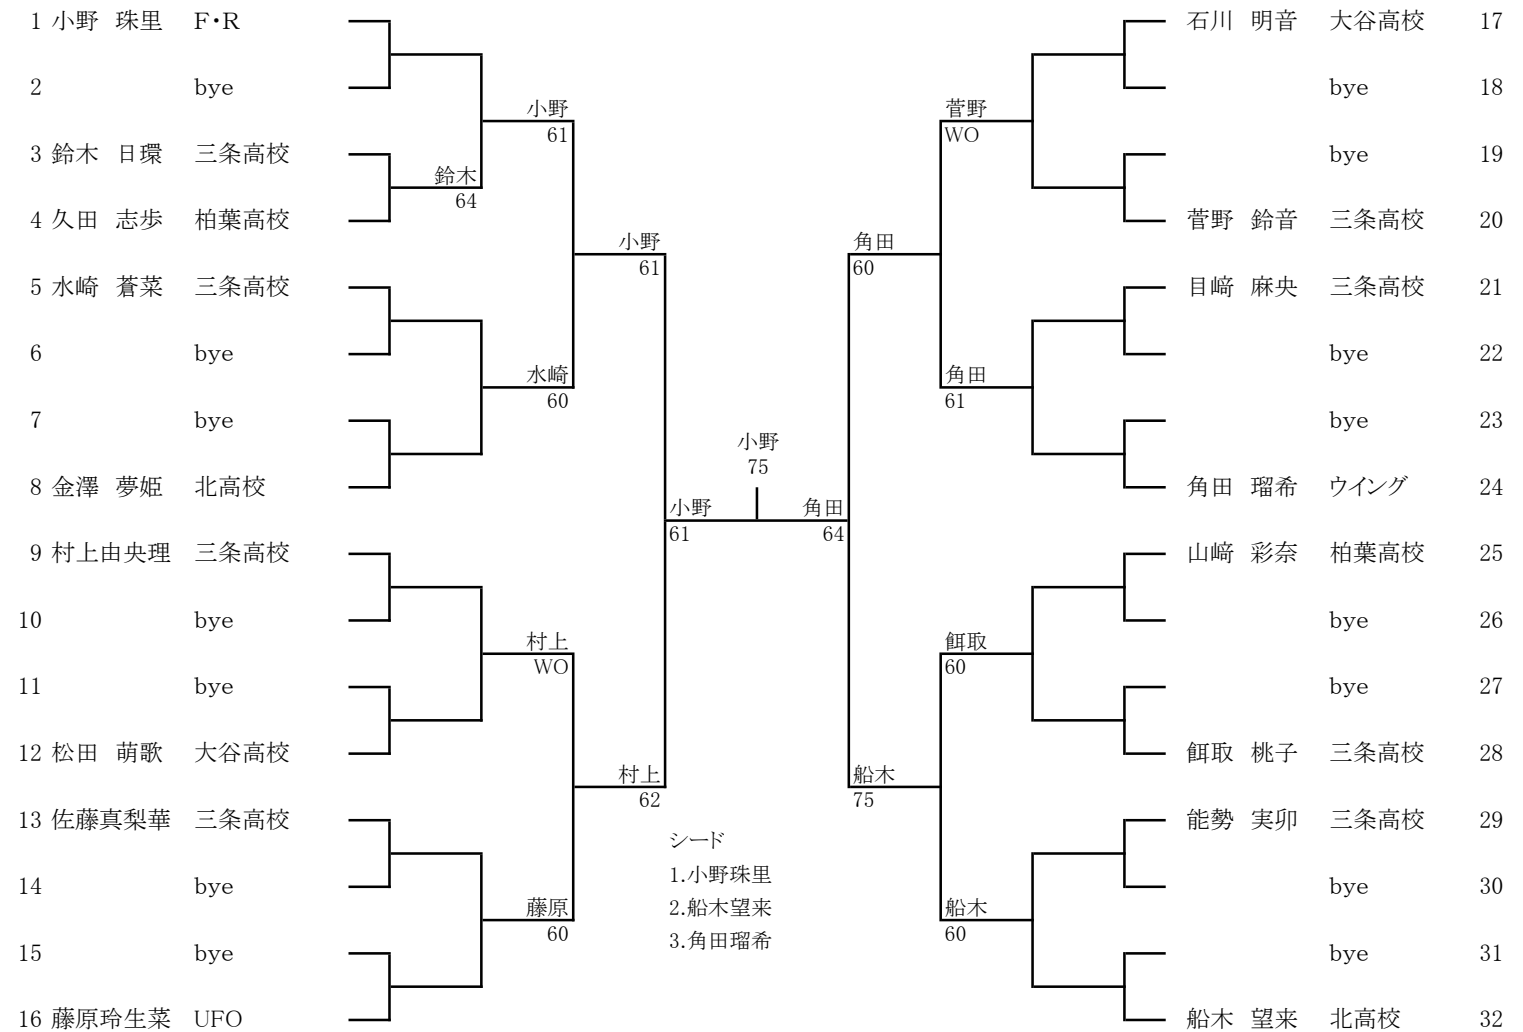 1 小野 珠里 F・R
2 bye
3 鈴木 日環 三条高校
4 久田 志歩 柏葉高校
5 水崎 蒼菜 三条高校
6 bye
7 bye
8 金澤 夢姫 北高校
9 村上由央理 三条高校
10 bye
11 bye
12 松田 萌歌 大谷高校
13 佐藤真梨華 三条高校
14 bye
15 bye
16 藤原玲生菜 UFO
鈴木
64
小野
61
水崎
60
村上
WO
藤原
60
小野
61
村上
62
小野
61
小野
75
角田
64
シード
1.小野珠里
2.船木望来
3.角田瑠希
角田
60
船木
75
菅野
WO
角田
61
餌取
60
船木
60
石川 明音 大谷高校 17
bye 18
bye 19
菅野 鈴音 三条高校 20
目﨑 麻央 三条高校 21
bye 22
bye 23
角田 瑠希 ウイング 24
山﨑 彩奈 柏葉高校 25
bye 26
bye 27
餌取 桃子 三条高校 28
能勢 実卯 三条高校 29
bye 30
bye 31
船木 望来 北高校 32